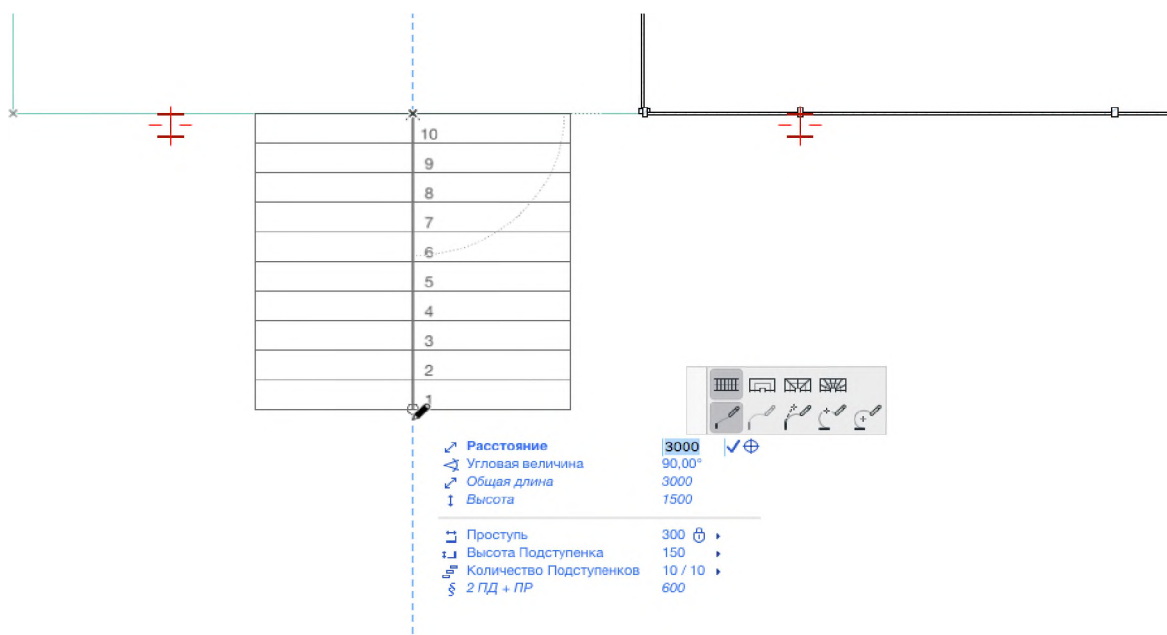 10
9
8
7
6
5
4
3
2
1
Расстояние 3000
Угловая величина 90,00°
Общая длина 3000
Высота 1500
Проступь 300
Высота Подступенка 150
Количество Подступенков 10 / 10
§ 2 ПД + ПР 600